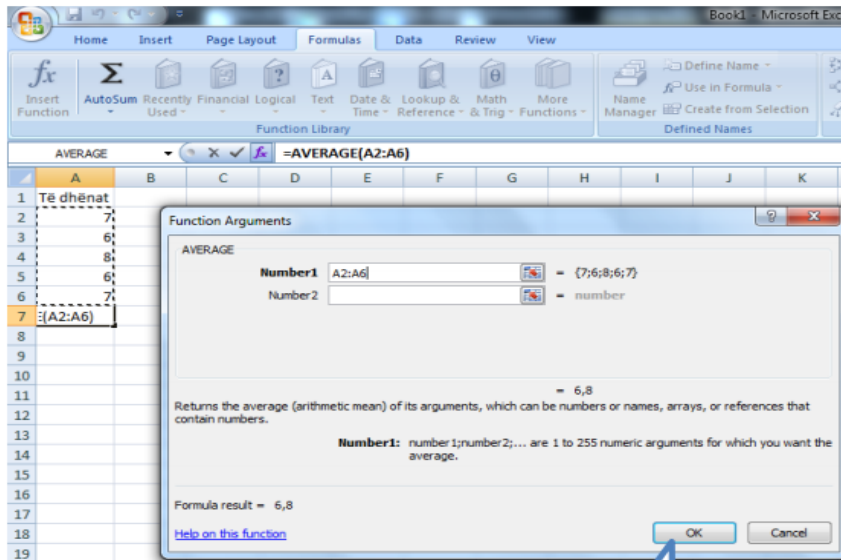 Book1 - Microsoft Exc
Home Insert Page Layout Formulas Data Review View
fx Σ ? A θ
Insert Function
AutoSum
Recently Used
Financial
Logical
Text
Date & Time
Lookup & Reference
Math & Trig
More Functions
Function Library
Name Manager
Define Name
Use in Formula
Create from Selection
Defined Names
AVERAGE fx =AVERAGE(A2:A6)
A B C D E F G H I J K
1 Të dhënat
2 7
3 6
4 8
5 6
6 7
7 E(A2:A6)
8
9
10
11
12
13
14
15
16
17
18
19
Function Arguments
AVERAGE
Number1 A2:A6 = {7;6;8;6;7}
Number2 = number
= 6,8
Returns the average (arithmetic mean) of its arguments, which can be numbers or names, arrays, or references that
contain numbers.
Number1: number1;number2;... are 1 to 255 numeric arguments for which you want the
average.
Formula result = 6,8
Help on this function
OK Cancel
4